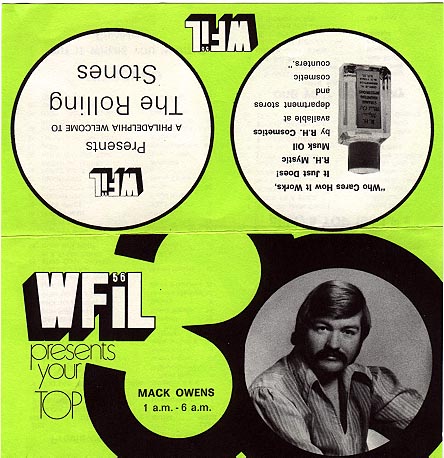 56
WFiL
WFiL
Presents
A PHILADELPHIA WELCOME TO
The Rolling
Stones
"Who Cares How It Works,
It Just Does!
R.H. Mystic
Musk Oil
by R.H. Cosmetics
available at
department stores
and
cosmetic
counters."
56
WFiL
presents
your
TOP
30
MACK OWENS
1 a.m. - 6 a.m.